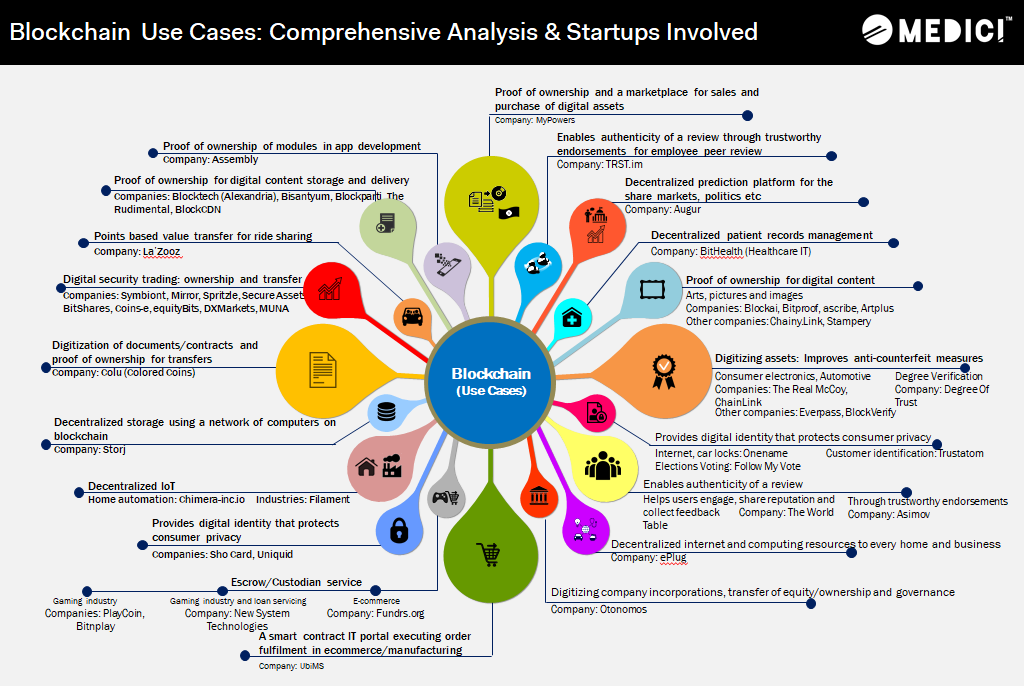 Blockchain Use Cases: Comprehensive Analysis & Startups Involved
MEDICI™
Proof of ownership and a marketplace for sales and
purchase of digital assets
Company: MyPowers
Proof of ownership of modules in app development
Company: Assembly
Enables authenticity of a review through trustworthy
endorsements for employee peer review
Company: TRST.im
Proof of ownership for digital content storage and delivery
Companies: Blocktech (Alexandria), Bisantyum, Blockparti, The
Rudimental, BlockCDN
Decentralized prediction platform for the
share markets, politics etc
Company: Augur
Points based value transfer for ride sharing
Company: La'Zooz
Decentralized patient records management
Company: BitHealth (Healthcare IT)
Digital security trading: ownership and transfer
Companies: Symbiont, Mirror, Spritzle, Secure Assets
BitShares, Coins-e, equityBits, DXMarkets, MUNA
Proof of ownership for digital content
Arts, pictures and images
Companies: Blockai, Bitproof, ascribe, Artplus
Other companies: Chainy.Link, Stampery
Digitization of documents/contracts and
proof of ownership for transfers
Company: Colu (Colored Coins)
Blockchain
(Use Cases)
Digitizing assets: Improves anti-counterfeit measures
Consumer electronics, Automotive
Companies: The Real McCoy,
ChainLink
Other companies: Everpass, BlockVerify
Degree Verification
Company: Degree Of
Trust
Decentralized storage using a network of computers on
blockchain
Company: Storj
Provides digital identity that protects consumer privacy
Internet, car locks: Onename
Elections Voting: Follow My Vote
Customer identification: Trustatom
Decentralized IoT
Home automation: Chimera-inc.io Industries: Filament
Enables authenticity of a review
Helps users engage, share reputation and
collect feedback Company: The World
Table
Through trustworthy endorsements
Company: Asimov
Provides digital identity that protects
consumer privacy
Companies: Sho Card, Uniquid
Decentralized internet and computing resources to every home and business
Company: ePlug
Escrow/Custodian service
Gaming industry
Companies: PlayCoin,
Bitnplay
Gaming industry and loan servicing
Company: New System
Technologies
E-commerce
Company: Fundrs.org
Digitizing company incorporations, transfer of equity/ownership and governance
Company: Otonomos
A smart contract IT portal executing order
fulfilment in ecommerce/manufacturing
Company: UbiMS